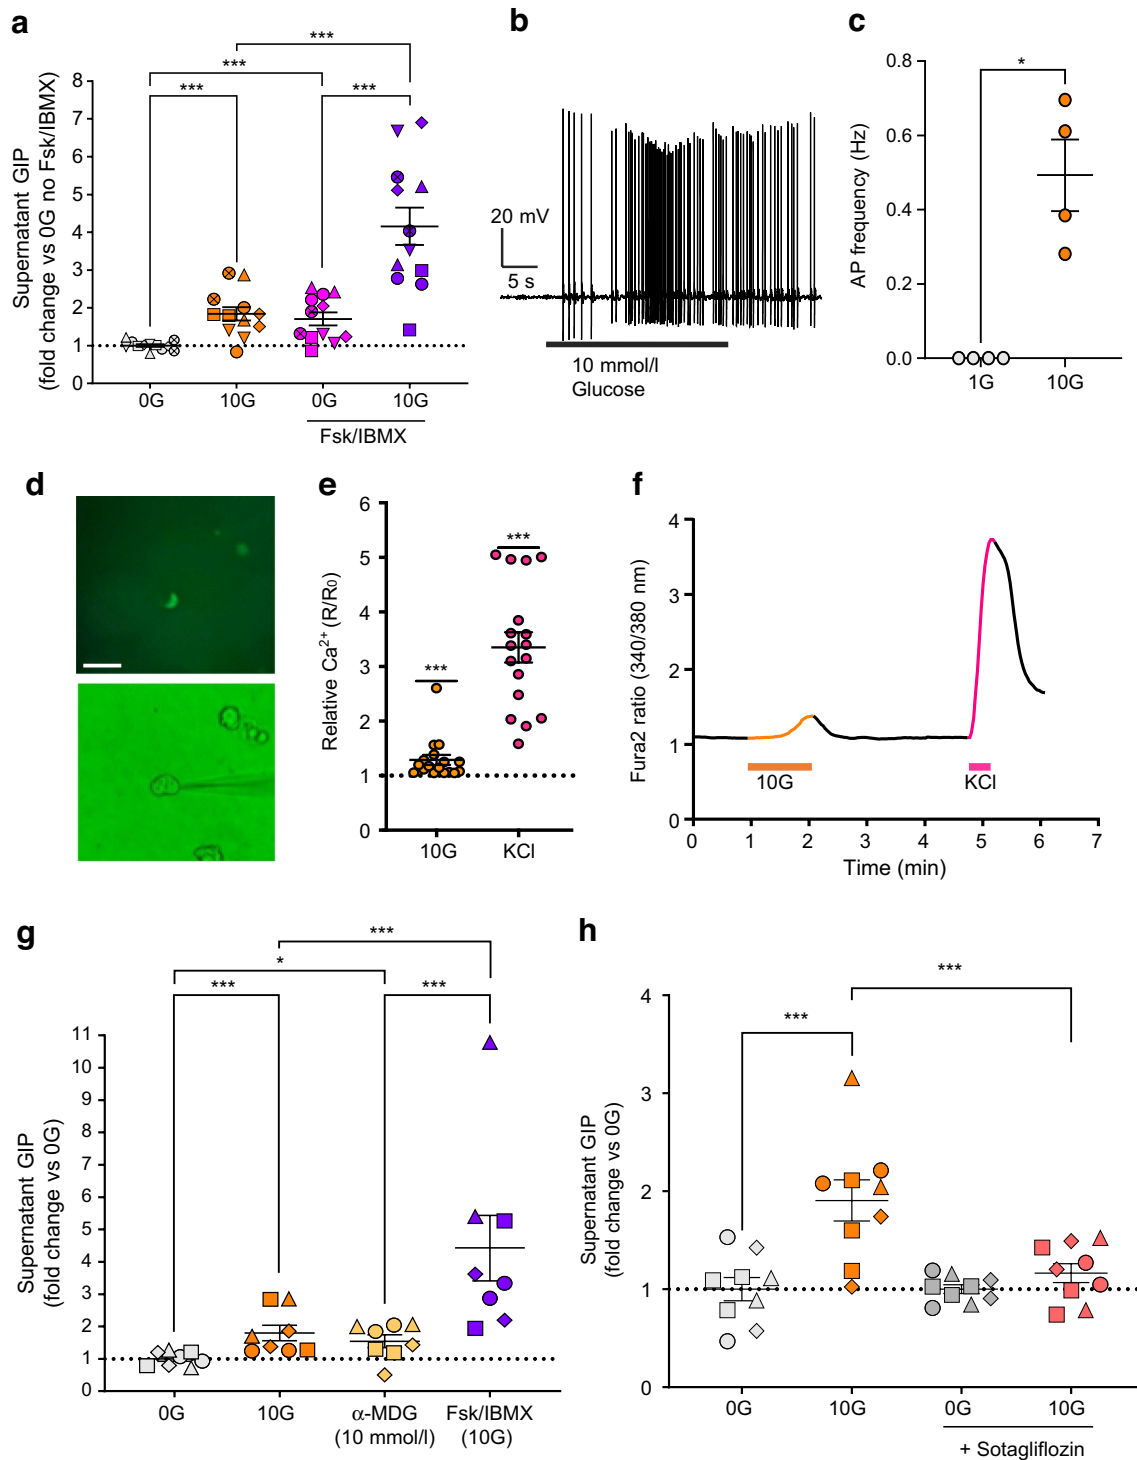 a
***
***
***
***
Supernatant GIP
(fold change vs 0G no Fsk/IBMX)
8
7
6
5
4
3
2
1
0
0G
10G
0G
10G
Fsk/IBMX
b
20 mV
5 s
10 mmol/l
Glucose
c
*
AP frequency (Hz)
0.8
0.6
0.4
0.2
0.0
1G
10G
d
e
***
***
Relative Ca²⁺ (R/R₀)
6
5
4
3
2
1
0
10G
KCl
f
Fura2 ratio (340/380 nm)
4
3
2
1
0
10G
KCl
0
1
2
3
4
5
6
7
Time (min)
g
***
*
***
***
Supernatant GIP
(fold change vs 0G)
11
10
9
8
7
6
5
4
3
2
1
0
0G
10G
α-MDG
(10 mmol/l)
Fsk/IBMX
(10G)
h
***
***
Supernatant GIP
(fold change vs 0G)
4
3
2
1
0
0G
10G
0G
10G
+ Sotagliflozin